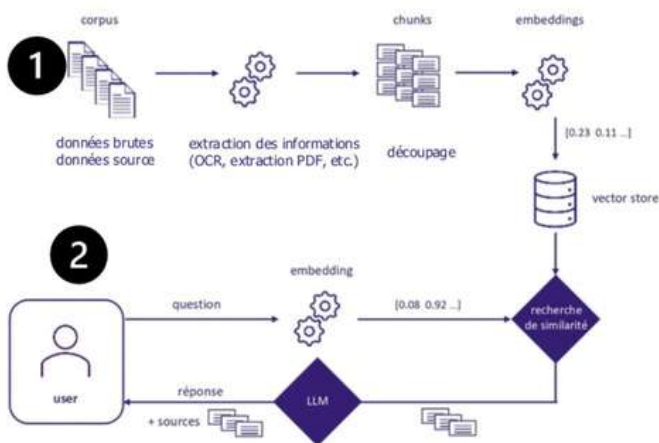 corpus
chunks
embeddings
1
données brutes
données source
extraction des informations
(OCR, extraction PDF, etc.)
découpage
[0.23 0.11 ...]
vector store
2
embedding
question
[0.08 0.92 ...]
recherche
de similarité
user
réponse
+ sources
LLM